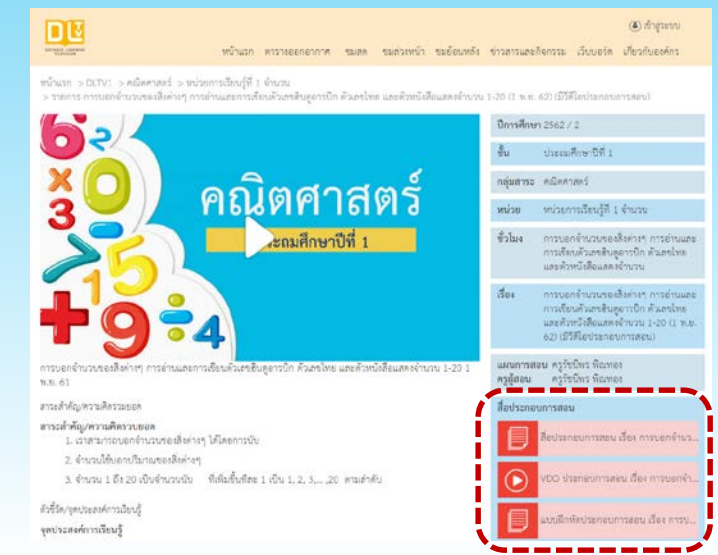 DLTV
DISTANCE LEARNING TELEVISION
เข้าสู่ระบบ
หน้าแรก ตารางออกอากาศ ชมสด ชมล่วงหน้า ชมย้อนหลัง ข่าวสารและกิจกรรม เว็บบอร์ด เกี่ยวกับองค์กร
หน้าแรก > DLTV1 > คณิตศาสตร์ > หน่วยการเรียนรู้ที่ 1 จำนวน
> รายการ การบอกจำนวนของสิ่งต่างๆ การอ่านและการเขียนตัวเลขฮินดูอารบิก ตัวเลขไทย และตัวหนังสือแสดงจำนวน 1-20 (1 พ.ย. 62) (มีวีดีโอประกอบการสอน)
คณิตศาสตร์
ะถมศึกษาปีที่ 1
การบอกจำนวนของสิ่งต่างๆ การอ่านและการเขียนตัวเลขฮินดูอารบิก ตัวเลขไทย และตัวหนังสือแสดงจำนวน 1-20 1
พ.ย. 61
สาระสำคัญ/ความคิดรวมยอด
สาระสำคัญ/ความคิดรวบยอด
1. เราสามารถบอกจำนวนของสิ่งต่างๆ ได้โดยการนับ
2. จำนวนใช้บอกปริมาณของสิ่งต่างๆ
3. จำนวน 1 ถึง 20 เป็นจำนวนนับ ที่เพิ่มขึ้นทีละ 1 เป็น 1, 2, 3,...,20 ตามลำดับ
ตัวชี้วัด/จุดประสงค์การเรียนรู้
จุดประสงค์การเรียนรู้
ปีการศึกษา 2562 / 2
ชั้น ประถมศึกษาปีที่ 1
กลุ่มสาระ คณิตศาสตร์
หน่วย หน่วยการเรียนรู้ที่ 1 จำนวน
ชั่วโมง การบอกจำนวนของสิ่งต่างๆ การอ่านและ
การเขียนตัวเลขฮินดูอารบิก ตัวเลขไทย
และตัวหนังสือแสดงจำนวน
เรื่อง การบอกจำนวนของสิ่งต่างๆ การอ่านและ
การเขียนตัวเลขฮินดูอารบิก ตัวเลขไทย
และตัวหนังสือแสดงจำนวน 1-20 (1 พ.ย.
62) (มีวีดีโอประกอบการสอน)
แผนการสอน ครูรัชนีพร พิณทอง
ครูผู้สอน ครูรัชนีพร พิณทอง
สื่อประกอบการสอน
สื่อประกอบการสอน เรื่อง การบอกจำนว...
VDO ประกอบการสอน เรื่อง การบอกจำ...
แบบฝึกหัดประกอบการสอน เรื่อง การบ...